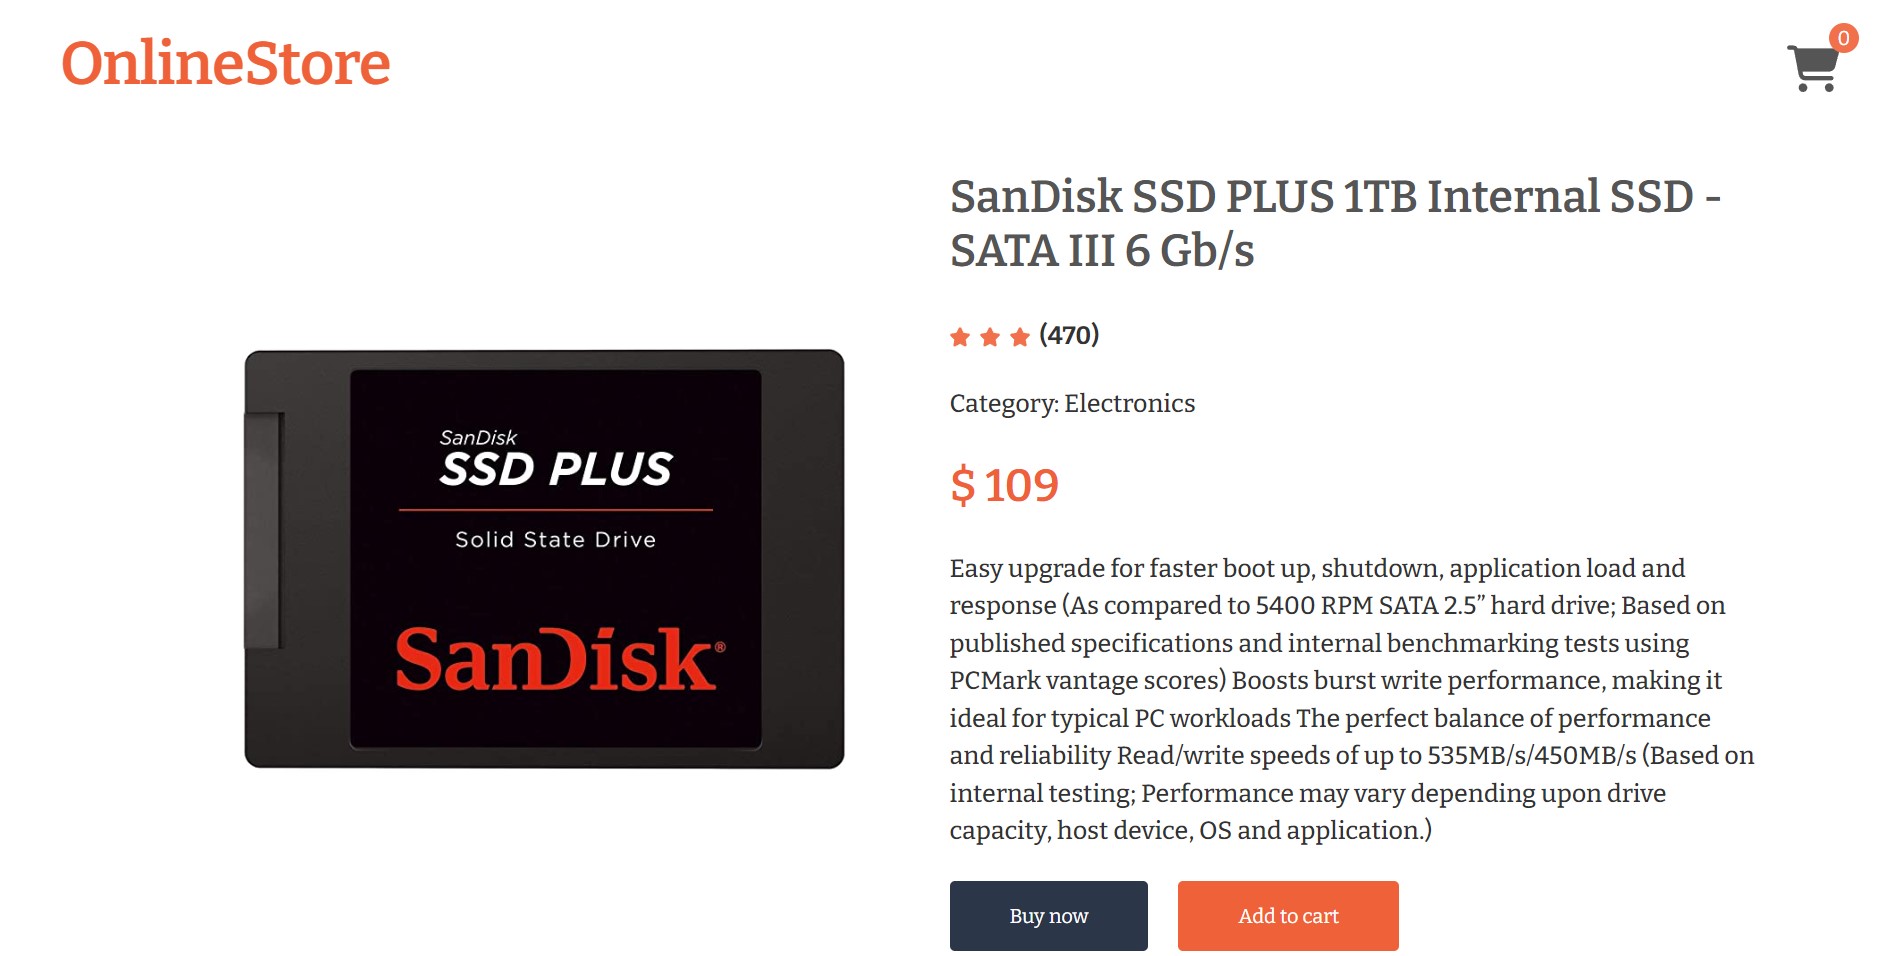 OnlineStore
0
SanDisk SSD PLUS 1TB Internal SSD -
SATA III 6 Gb/s
(470)
Category: Electronics
$ 109
Easy upgrade for faster boot up, shutdown, application load and
response (As compared to 5400 RPM SATA 2.5” hard drive; Based on
published specifications and internal benchmarking tests using
PCMark vantage scores) Boosts burst write performance, making it
ideal for typical PC workloads The perfect balance of performance
and reliability Read/write speeds of up to 535MB/s/450MB/s (Based on
internal testing; Performance may vary depending upon drive
capacity, host device, OS and application.)
Buy now
Add to cart
SanDisk
SSD PLUS
Solid State Drive
SanDisk®